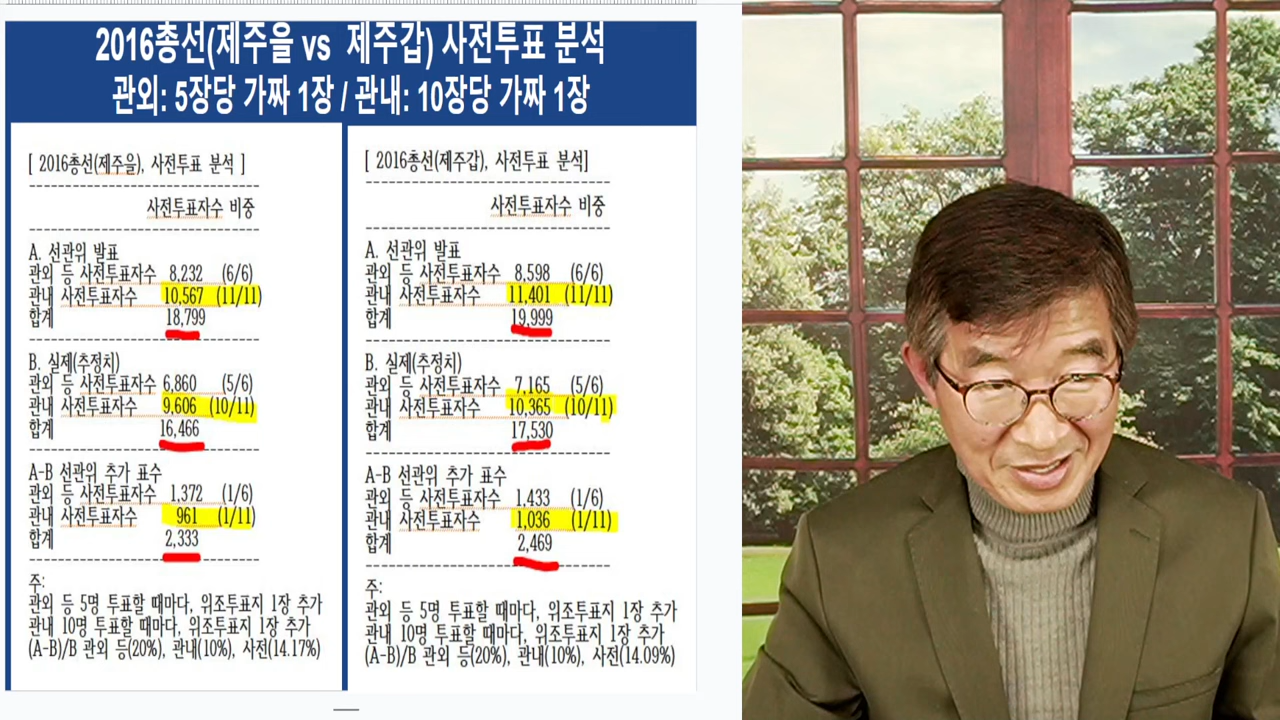 2016총선(제주을 vs 제주갑) 사전투표 분석
관외: 5장당 가짜 1장 / 관내: 10장당 가짜 1장
[ 2016총선(제주을), 사전투표 분석 ]
사전투표자수 비중
A. 선관위 발표
관외 등 사전투표자수 8,232 (6/6)
관내 사전투표자수 10,567 (11/11)
합계 18,799
B. 실제(추정치)
관외 등 사전투표자수 6,860 (5/6)
관내 사전투표자수 9,606 (10/11)
합계 16,466
A-B 선관위 추가 표수
관외 등 사전투표자수 1,372 (1/6)
관내 사전투표자수 961 (1/11)
합계 2,333
주:
관외 등 5명 투표할 때마다, 위조투표지 1장 추가
관내 10명 투표할 때마다, 위조투표지 1장 추가
(A-B)/B 관외 등(20%), 관내(10%), 사전(14.17%)
[ 2016총선(제주갑), 사전투표 분석]
사전투표자수 비중
A. 선관위 발표
관외 등 사전투표자수 8,598 (6/6)
관내 사전투표자수 11,401 (11/11)
합계 19,999
B. 실제(추정치)
관외 등 사전투표자수 7,165 (5/6)
관내 사전투표자수 10,365 (10/11)
합계 17,530
A-B 선관위 추가 표수
관외 등 사전투표자수 1,433 (1/6)
관내 사전투표자수 1,036 (1/11)
합계 2,469
주:
관외 등 5명 투표할 때마다, 위조투표지 1장 추가
관내 10명 투표할 때마다, 위조투표지 1장 추가
(A-B)/B 관외 등(20%), 관내(10%), 사전(14.09%)